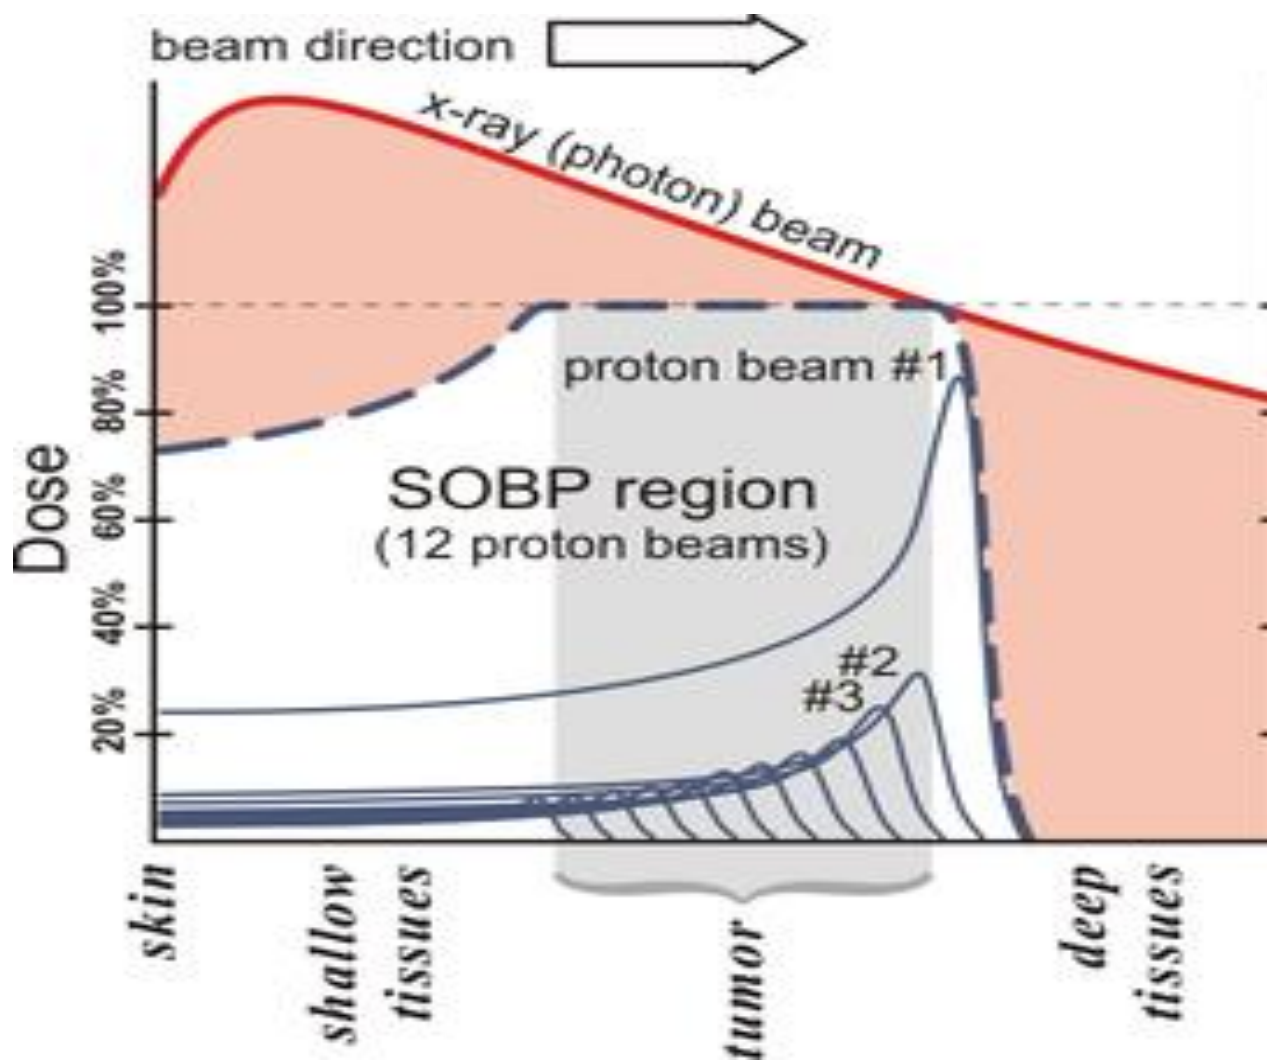 beam direction
x-ray (photon) beam
100%
80%
60%
40%
20%
Dose
proton beam #1
SOBP region
(12 proton beams)
#2
#3
skin
shallow
tissues
tumor
deep
tissues